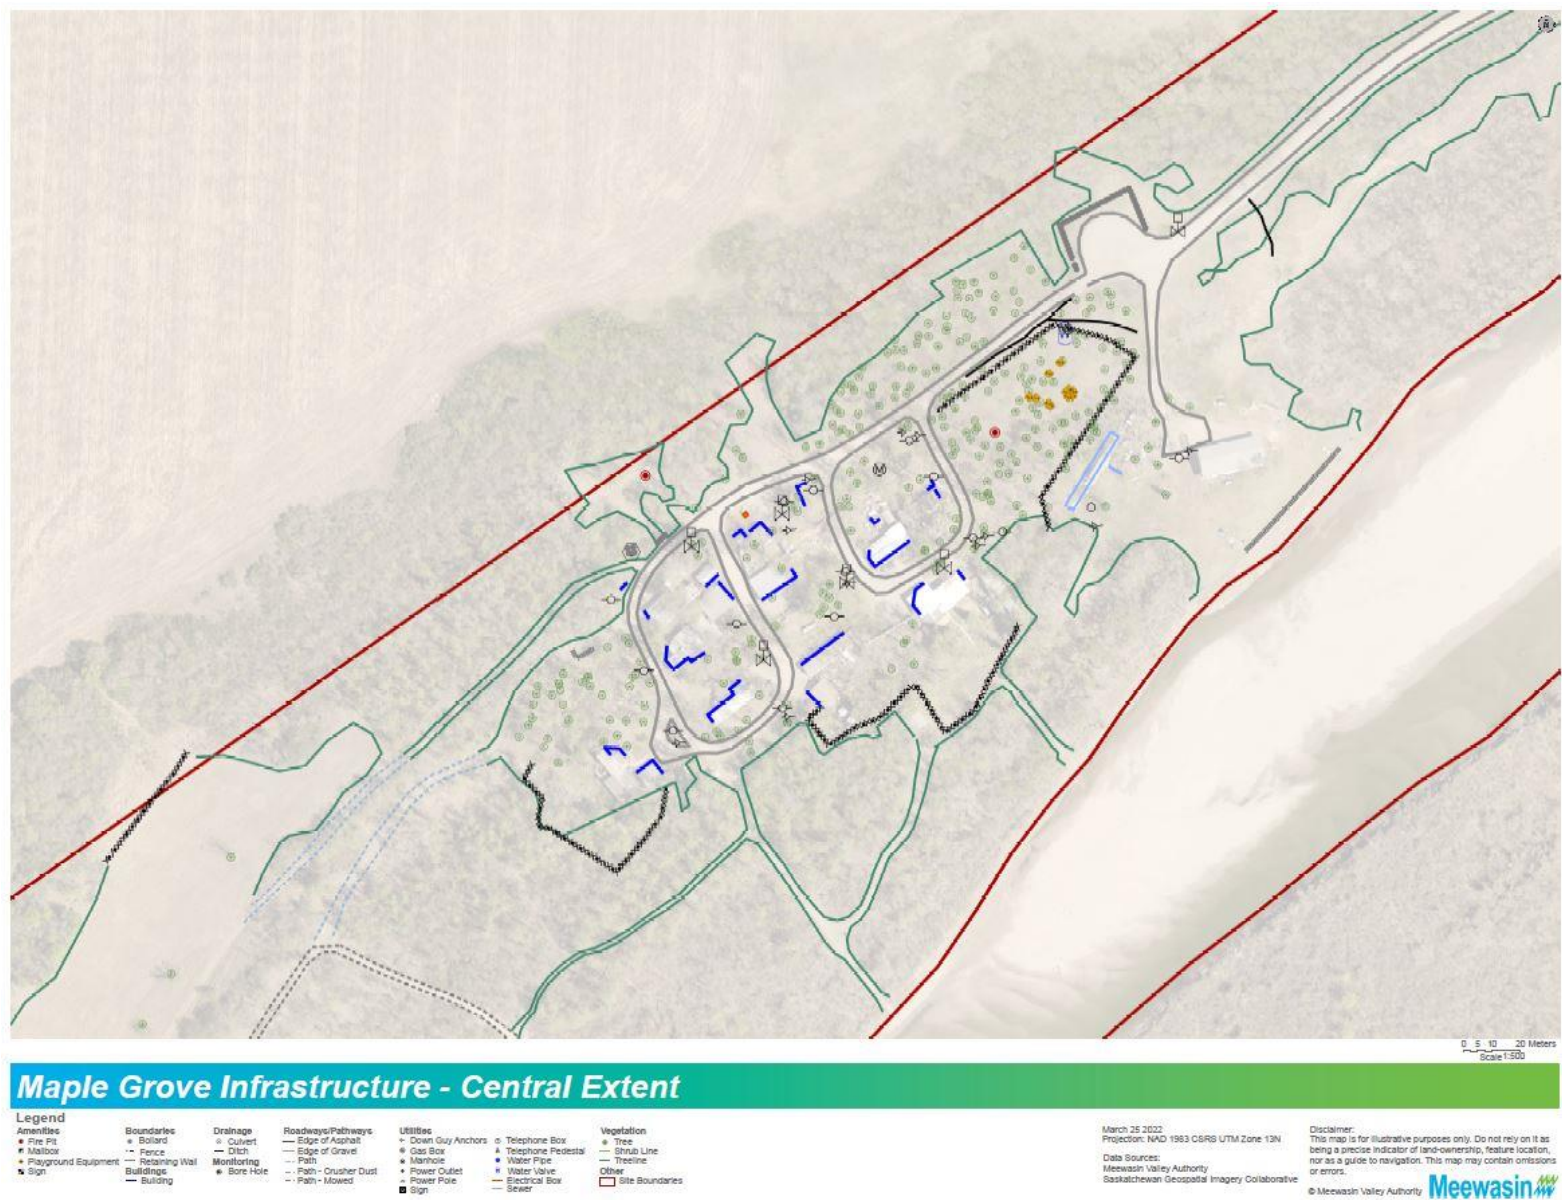 N
M
0 5 10 20 Meters
Scale 1:500
Maple Grove Infrastructure - Central Extent
Legend
Amenities
Fire Pit
Mailbox
Playground Equipment
Sign
Boundaries
Bollard
Fence
Retaining Wall
Buildings
Building
Drainage
Culvert
Ditch
Monitoring
Bore Hole
Roadways/Pathways
Edge of Asphalt
Edge of Gravel
Path
Path - Crusher Dust
Path - Mowed
Utilities
Down Guy Anchors
Gas Box
Manhole
Power Outlet
Power Pole
Sign
Telephone Box
Telephone Pedestal
Water Pipe
Water Valve
Electrical Box
Sewer
Vegetation
Tree
Shrub Line
Treeline
Other
Site Boundaries
March 25 2022
Projection: NAD 1983 CSRS UTM Zone 13N
Data Sources:
Meewasin Valley Authority
Saskatchewan Geospatial Imagery Collaborative
Disclaimer:
This map is for illustrative purposes only. Do not rely on it as
being a precise indicator of land-ownership, feature location,
nor as a guide to navigation. This map may contain omissions
or errors.
© Meewasin Valley Authority
Meewasin